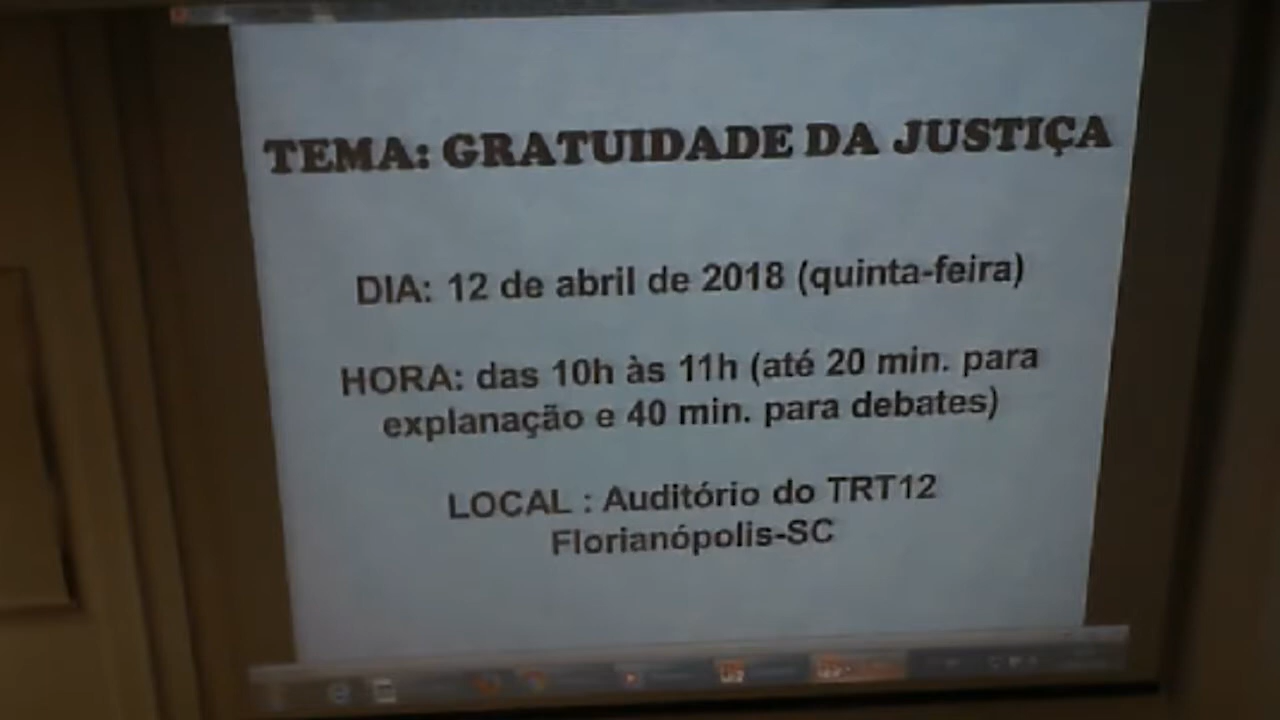 TEMA: GRATUIDADE DA JUSTIÇA
DIA: 12 de abril de 2018 (quinta-feira)
HORA: das 10h às 11h (até 20 min. para
explanação e 40 min. para debates)
LOCAL : Auditório do TRT12
Florianópolis-SC